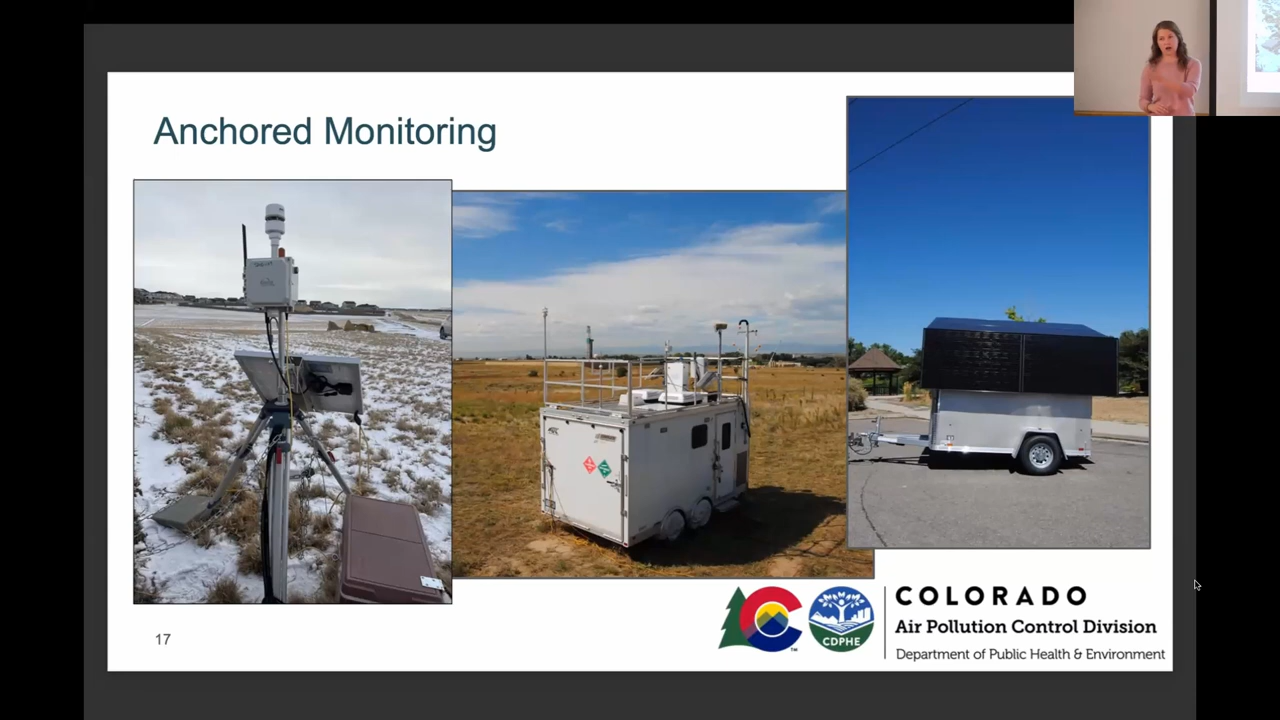 Anchored Monitoring
17
CDPHE
COLORADO
Air Pollution Control Division
Department of Public Health & Environment